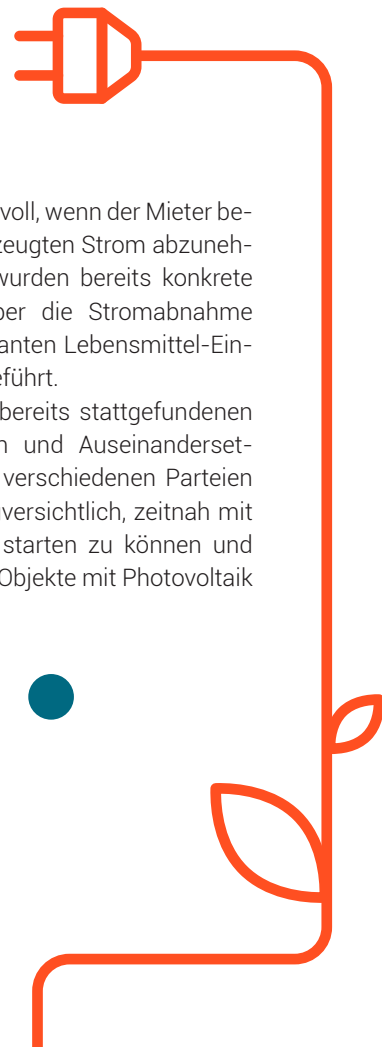 voll, wenn der Mieter be-
zeugten Strom abzuneh-
wurden bereits konkrete
ber die Stromabnahme
anten Lebensmittel-Ein-
eführt.
bereits stattgefundenen
n und Auseinanderset-
verschiedenen Parteien
versichtlich, zeitnah mit
starten zu können und
Objekte mit Photovoltaik